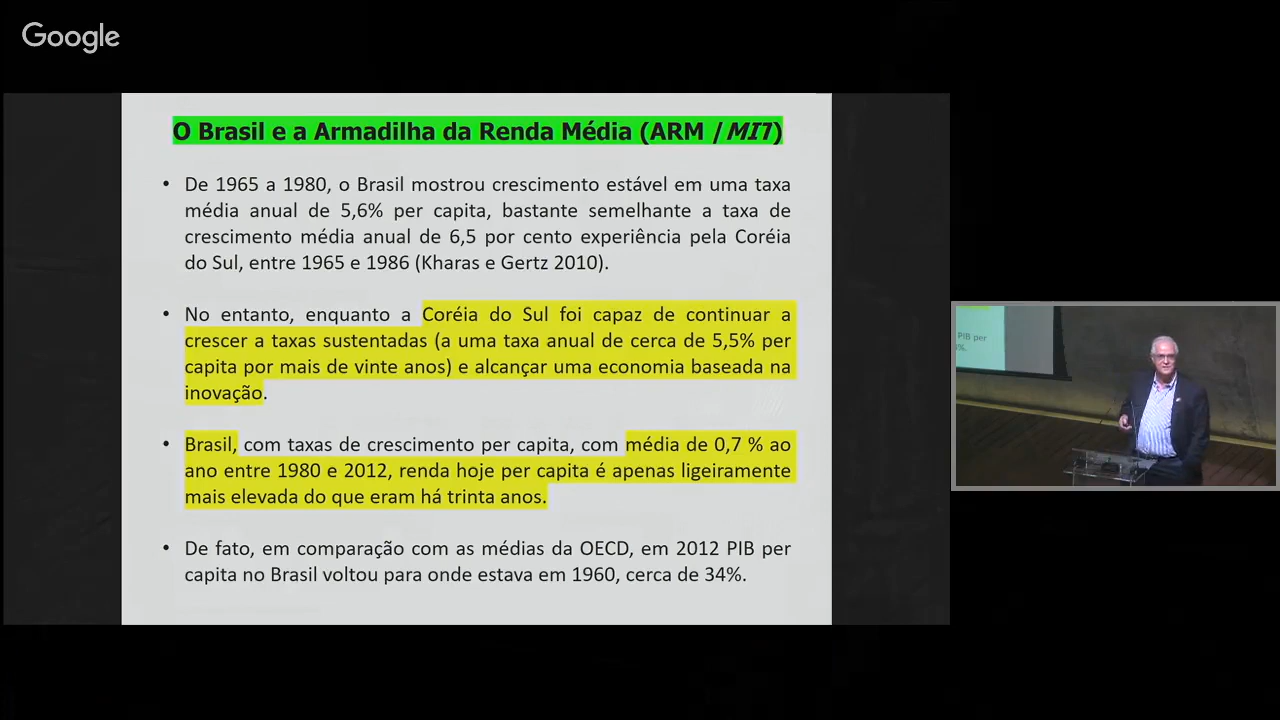 Google
O Brasil e a Armadilha da Renda Média (ARM /MIT)
• De 1965 a 1980, o Brasil mostrou crescimento estável em uma taxa
média anual de 5,6% per capita, bastante semelhante a taxa de
crescimento média anual de 6,5 por cento experiência pela Coréia
do Sul, entre 1965 e 1986 (Kharas e Gertz 2010).
• No entanto, enquanto a Coréia do Sul foi capaz de continuar a
crescer a taxas sustentadas (a uma taxa anual de cerca de 5,5% per
capita por mais de vinte anos) e alcançar uma economia baseada na
inovação.
• Brasil, com taxas de crescimento per capita, com média de 0,7 % ao
ano entre 1980 e 2012, renda hoje per capita é apenas ligeiramente
mais elevada do que eram há trinta anos.
• De fato, em comparação com as médias da OECD, em 2012 PIB per
capita no Brasil voltou para onde estava em 1960, cerca de 34%.
PIB per
%.